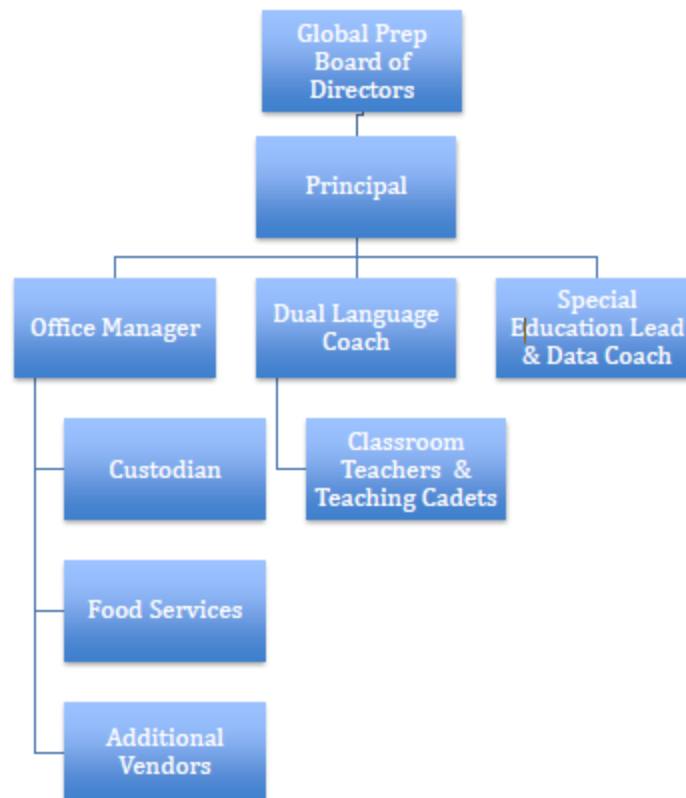 Global Prep
Board of
Directors
Principal
Office Manager
Dual Language
Coach
Special
Education Lead
& Data Coach
Custodian
Classroom
Teachers &
Teaching Cadets
Food Services
Additional
Vendors